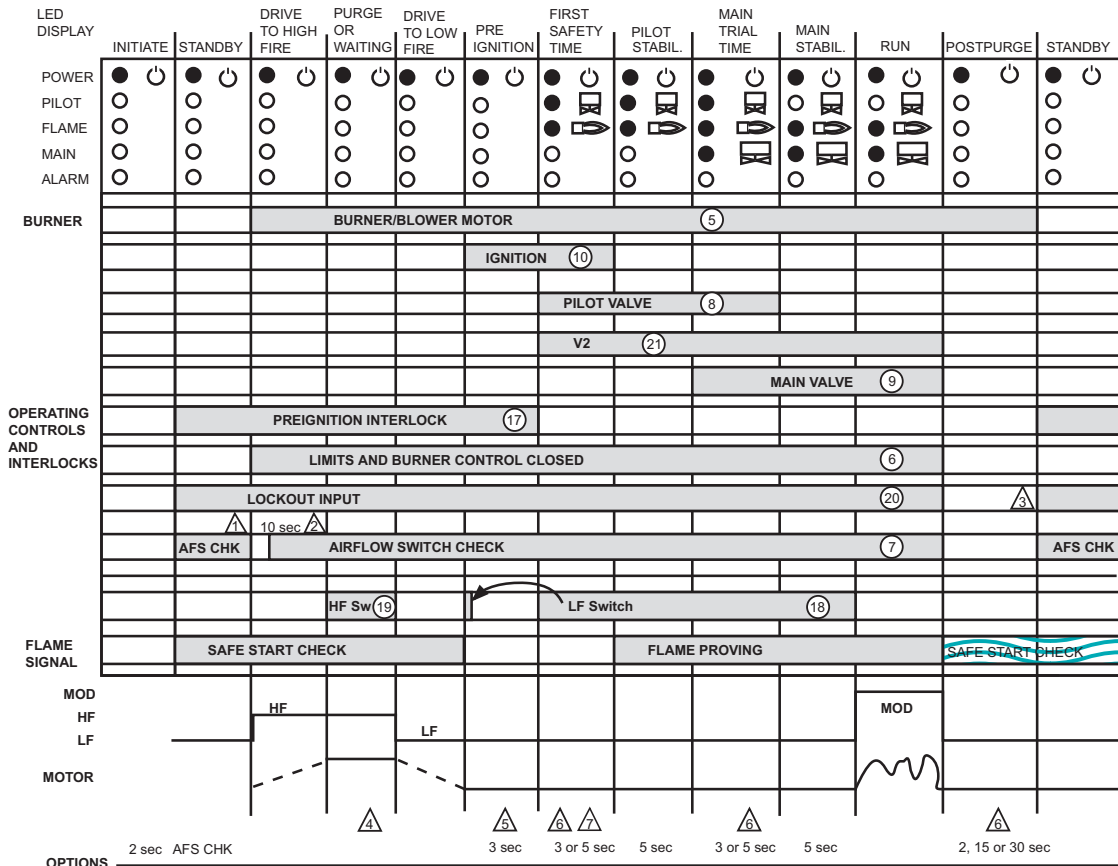 LED
DISPLAY
INITIATE
STANDBY
DRIVE
TO HIGH
FIRE
PURGE
OR
WAITING
DRIVE
TO LOW
FIRE
PRE
IGNITION
FIRST
SAFETY
TIME
PILOT
STABIL.
MAIN
TRIAL
TIME
MAIN
STABIL.
RUN
POSTPURGE
STANDBY
POWER
PILOT
FLAME
MAIN
ALARM
BURNER
BURNER/BLOWER MOTOR 5
IGNITION 10
PILOT VALVE 8
V2 21
MAIN VALVE 9
OPERATING
CONTROLS
AND
INTERLOCKS
PREIGNITION INTERLOCK 17
LIMITS AND BURNER CONTROL CLOSED 6
LOCKOUT INPUT 20 3
1 10 sec 2
AFS CHK AIRFLOW SWITCH CHECK 7 AFS CHK
HF Sw 19 LF Switch 18
FLAME
SIGNAL
SAFE START CHECK FLAME PROVING SAFE START CHECK
MOD
HF
LF
HF
LF
MOD
MOTOR
4 5 6 7 6 6
2 sec AFS CHK 3 sec 3 or 5 sec 5 sec 3 or 5 sec 5 sec 2, 15 or 30 sec
OPTIONS